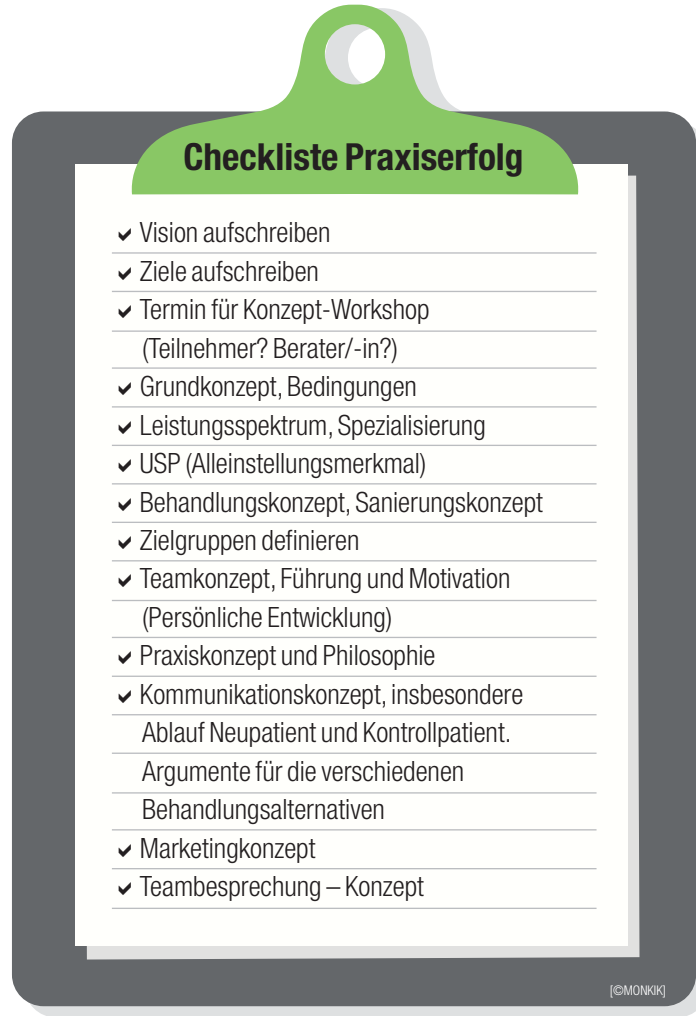 Checkliste Praxiserfolg
✔ Vision aufschreiben
✔ Ziele aufschreiben
✔ Termin für Konzept-Workshop
(Teilnehmer? Berater/-in?)
✔ Grundkonzept, Bedingungen
✔ Leistungsspektrum, Spezialisierung
✔ USP (Alleinstellungsmerkmal)
✔ Behandlungskonzept, Sanierungskonzept
✔ Zielgruppen definieren
✔ Teamkonzept, Führung und Motivation
(Persönliche Entwicklung)
✔ Praxiskonzept und Philosophie
✔ Kommunikationskonzept, insbesondere
Ablauf Neupatient und Kontrollpatient.
Argumente für die verschiedenen
Behandlungsalternativen
✔ Marketingkonzept
✔ Teambesprechung – Konzept
[©MONKIK]